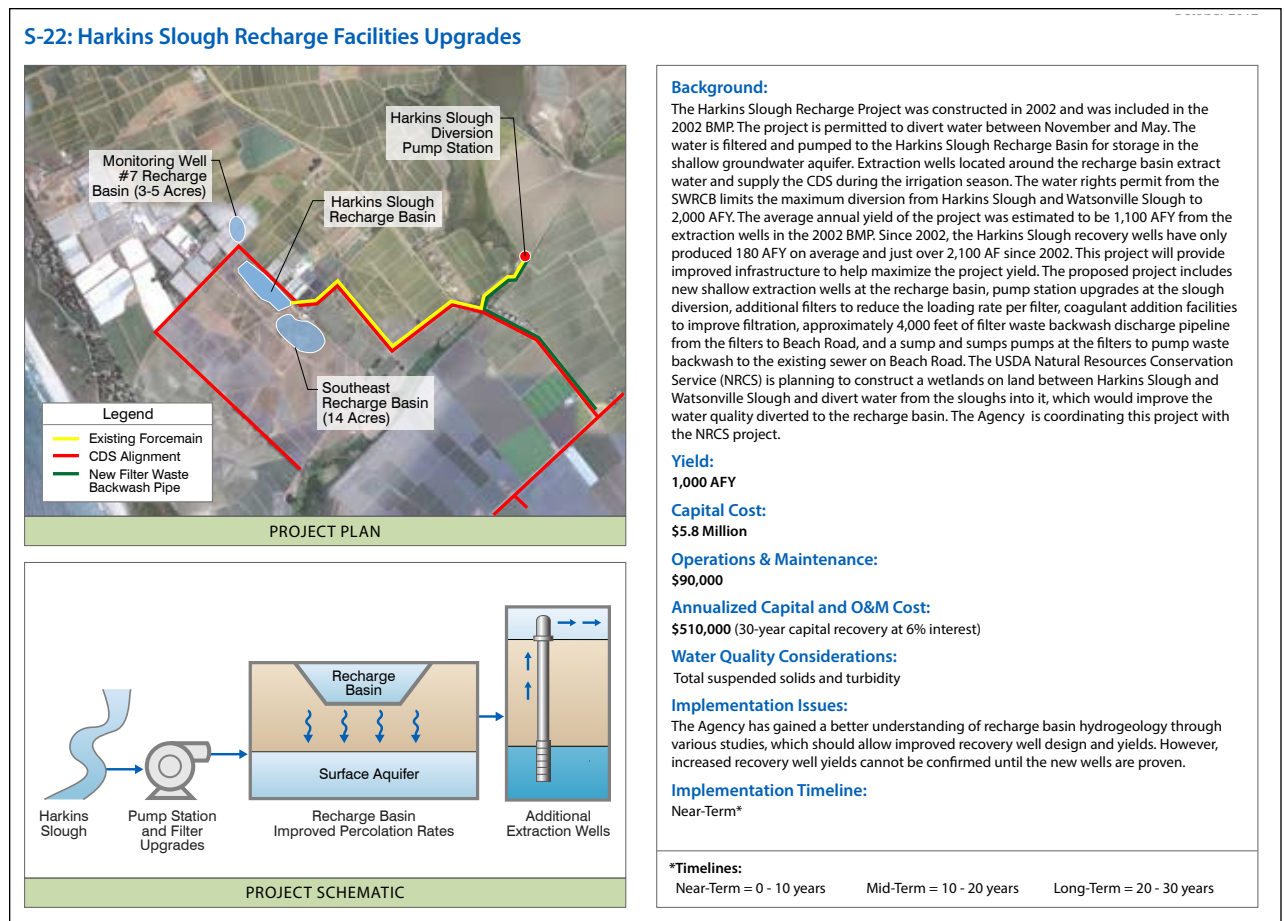 S-22: Harkins Slough Recharge Facilities Upgrades
Harkins Slough
Diversion
Pump Station
Monitoring Well
#7 Recharge
Basin (3-5 Acres)
Harkins Slough
Recharge Basin
Southeast
Recharge Basin
(14 Acres)
Legend
Existing Forcemain
CDS Alignment
New Filter Waste
Backwash Pipe
PROJECT PLAN
Recharge
Basin
Surface Aquifer
Harkins
Slough
Pump Station
and Filter
Upgrades
Recharge Basin
Improved Percolation Rates
Additional
Extraction Wells
PROJECT SCHEMATIC
Background:
The Harkins Slough Recharge Project was constructed in 2002 and was included in the
2002 BMP. The project is permitted to divert water between November and May. The
water is filtered and pumped to the Harkins Slough Recharge Basin for storage in the
shallow groundwater aquifer. Extraction wells located around the recharge basin extract
water and supply the CDS during the irrigation season. The water rights permit from the
SWRCB limits the maximum diversion from Harkins Slough and Watsonville Slough to
2,000 AFY. The average annual yield of the project was estimated to be 1,100 AFY from the
extraction wells in the 2002 BMP. Since 2002, the Harkins Slough recovery wells have only
produced 180 AFY on average and just over 2,100 AF since 2002. This project will provide
improved infrastructure to help maximize the project yield. The proposed project includes
new shallow extraction wells at the recharge basin, pump station upgrades at the slough
diversion, additional filters to reduce the loading rate per filter, coagulant addition facilities
to improve filtration, approximately 4,000 feet of filter waste backwash discharge pipeline
from the filters to Beach Road, and a sump and sumps pumps at the filters to pump waste
backwash to the existing sewer on Beach Road. The USDA Natural Resources Conservation
Service (NRCS) is planning to construct a wetlands on land between Harkins Slough and
Watsonville Slough and divert water from the sloughs into it, which would improve the
water quality diverted to the recharge basin. The Agency is coordinating this project with
the NRCS project.
Yield:
1,000 AFY
Capital Cost:
$5.8 Million
Operations & Maintenance:
$90,000
Annualized Capital and O&M Cost:
$510,000 (30-year capital recovery at 6% interest)
Water Quality Considerations:
Total suspended solids and turbidity
Implementation Issues:
The Agency has gained a better understanding of recharge basin hydrogeology through
various studies, which should allow improved recovery well design and yields. However,
increased recovery well yields cannot be confirmed until the new wells are proven.
Implementation Timeline:
Near-Term*
*Timelines:
Near-Term = 0 - 10 years Mid-Term = 10 - 20 years Long-Term = 20 - 30 years